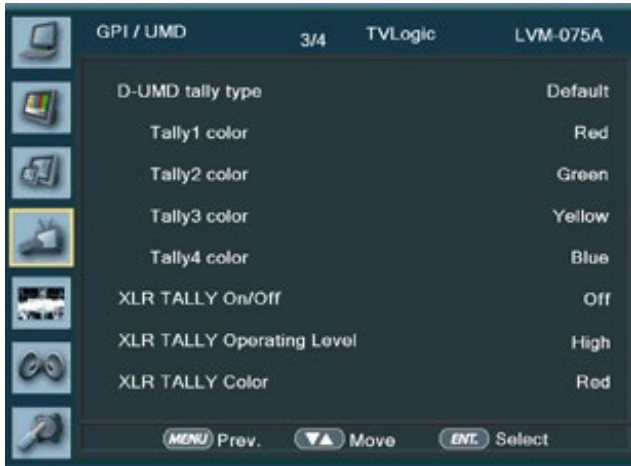 GPI / UMD 3/4 TVLogic LVM-075A
D-UMD tally type Default
Tally1 color Red
Tally2 color Green
Tally3 color Yellow
Tally4 color Blue
XLR TALLY On/Off Off
XLR TALLY Operating Level High
XLR TALLY Color Red
MENU Prev. ▼▲ Move ENT. Select